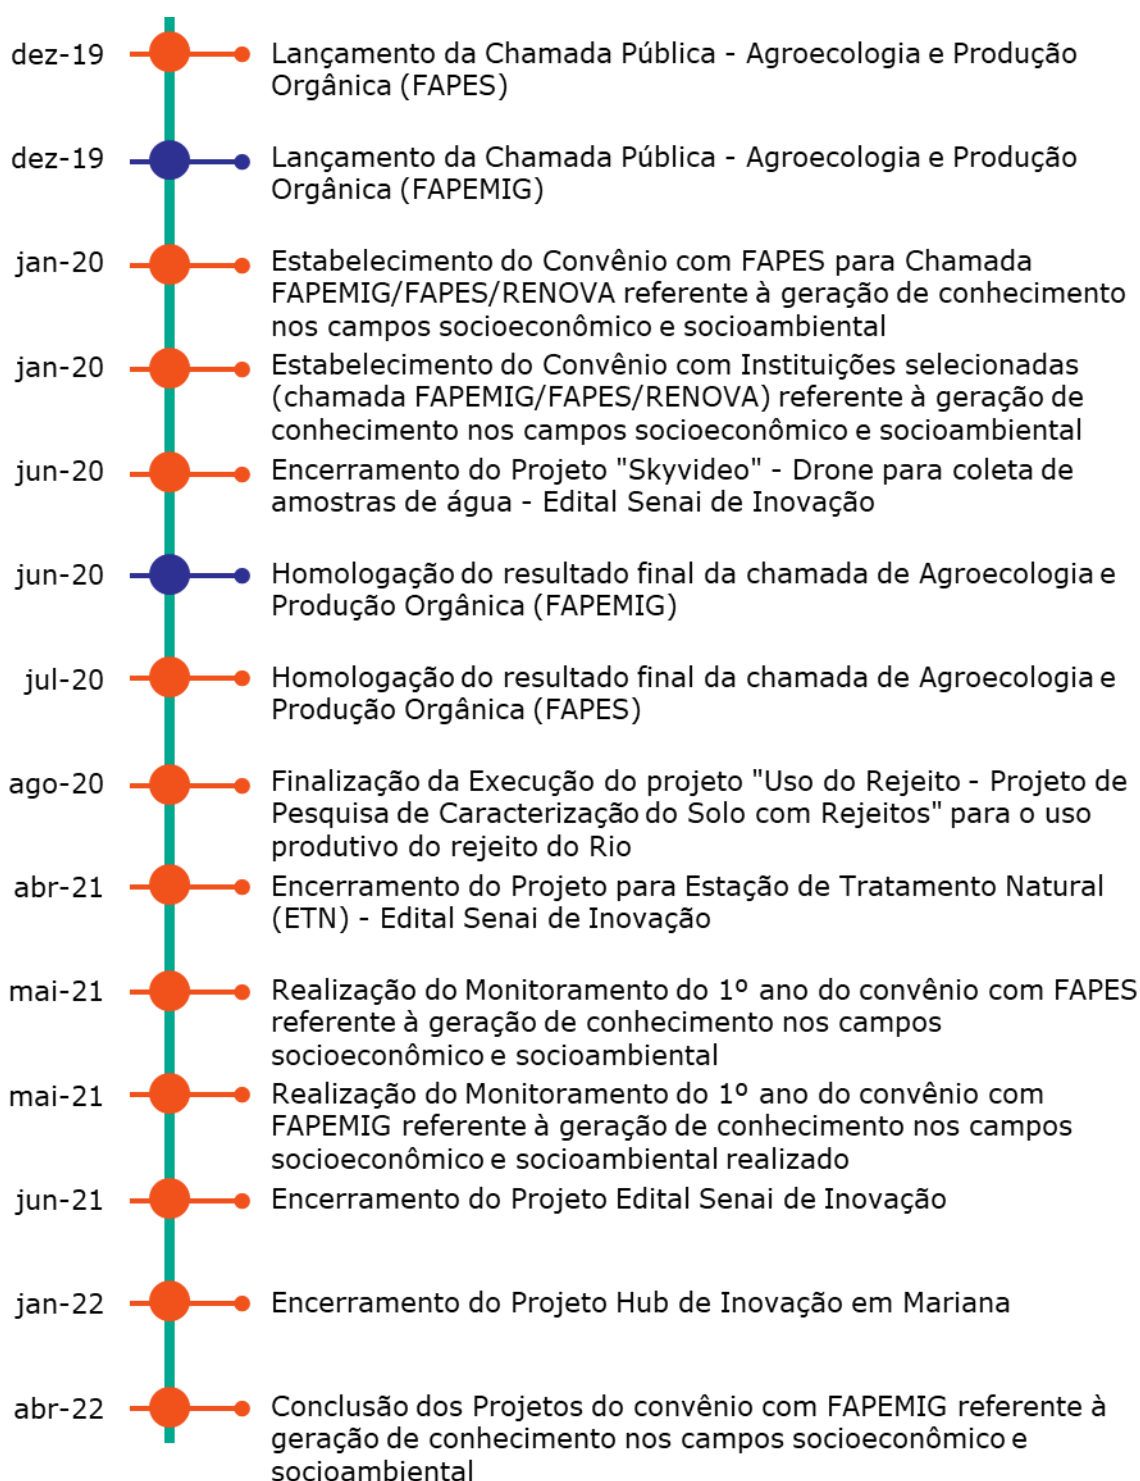 dez-19 Lançamento da Chamada Pública - Agroecologia e Produção
Orgânica (FAPES)
dez-19 Lançamento da Chamada Pública - Agroecologia e Produção
Orgânica (FAPEMIG)
jan-20 Estabelecimento do Convênio com FAPES para Chamada
FAPEMIG/FAPES/RENOVA referente à geração de conhecimento
nos campos socioeconômico e socioambiental
jan-20 Estabelecimento do Convênio com Instituições selecionadas
(chamada FAPEMIG/FAPES/RENOVA) referente à geração de
conhecimento nos campos socioeconômico e socioambiental
jun-20 Encerramento do Projeto "Skyvideo" - Drone para coleta de
amostras de água - Edital Senai de Inovação
jun-20 Homologação do resultado final da chamada de Agroecologia e
Produção Orgânica (FAPEMIG)
jul-20 Homologação do resultado final da chamada de Agroecologia e
Produção Orgânica (FAPES)
ago-20 Finalização da Execução do projeto "Uso do Rejeito - Projeto de
Pesquisa de Caracterização do Solo com Rejeitos" para o uso
produtivo do rejeito do Rio
abr-21 Encerramento do Projeto para Estação de Tratamento Natural
(ETN) - Edital Senai de Inovação
mai-21 Realização do Monitoramento do 1º ano do convênio com FAPES
referente à geração de conhecimento nos campos
socioeconômico e socioambiental
mai-21 Realização do Monitoramento do 1º ano do convênio com
FAPEMIG referente à geração de conhecimento nos campos
socioeconômico e socioambiental realizado
jun-21 Encerramento do Projeto Edital Senai de Inovação
jan-22 Encerramento do Projeto Hub de Inovação em Mariana
abr-22 Conclusão dos Projetos do convênio com FAPEMIG referente à
geração de conhecimento nos campos socioeconômico e
socioambiental